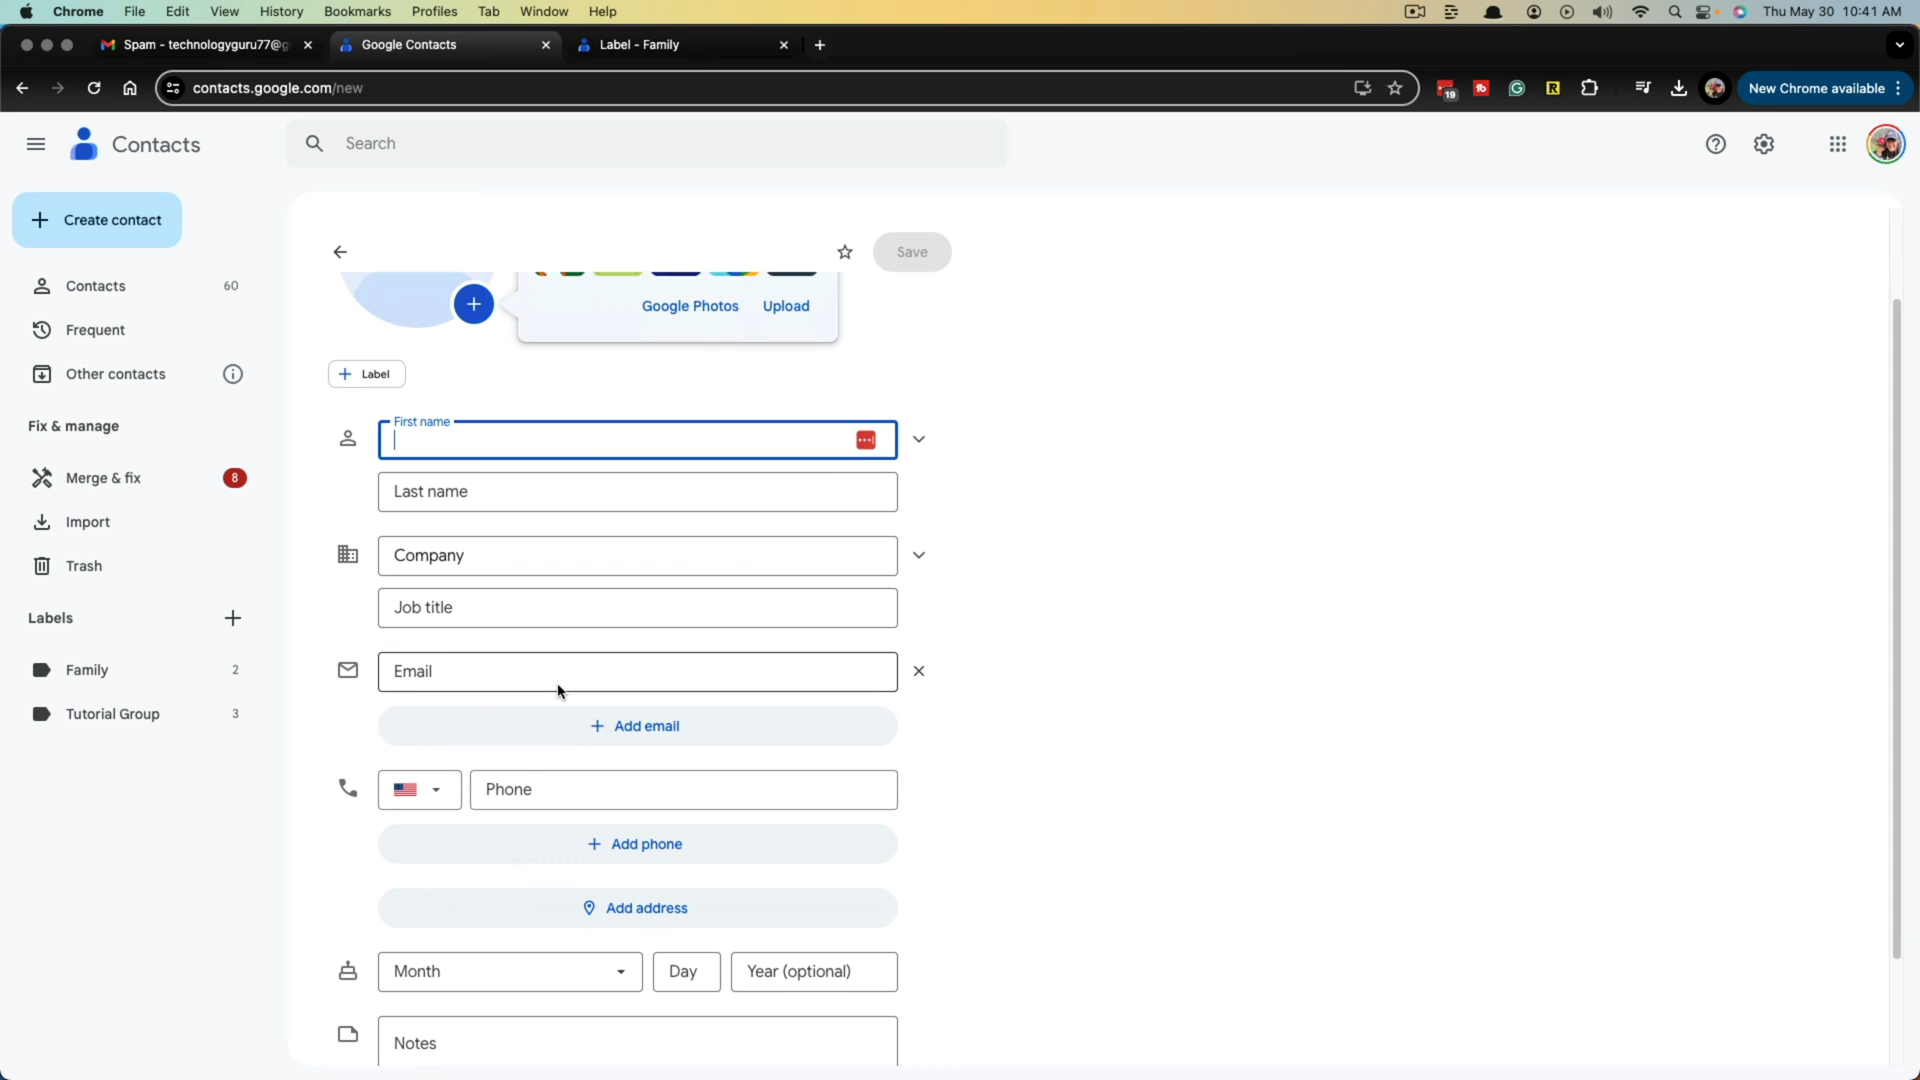 Chrome File Edit View History Bookmarks Profiles Tab Window Help Thu May 30 10:41 AM
Spam - technologyguru77@g Google Contacts Label - Family
contacts.google.com/new 19 New Chrome available
Contacts Search
Create contact
Save
Contacts 60
Google Photos Upload
Frequent
Other contacts
Label
Fix & manage
First name
Merge & fix 8
Last name
Import
Company
Trash
Job title
Labels
Family 2
Email
Tutorial Group 3
Add email
Phone
Add phone
Add address
Month Day Year (optional)
Notes